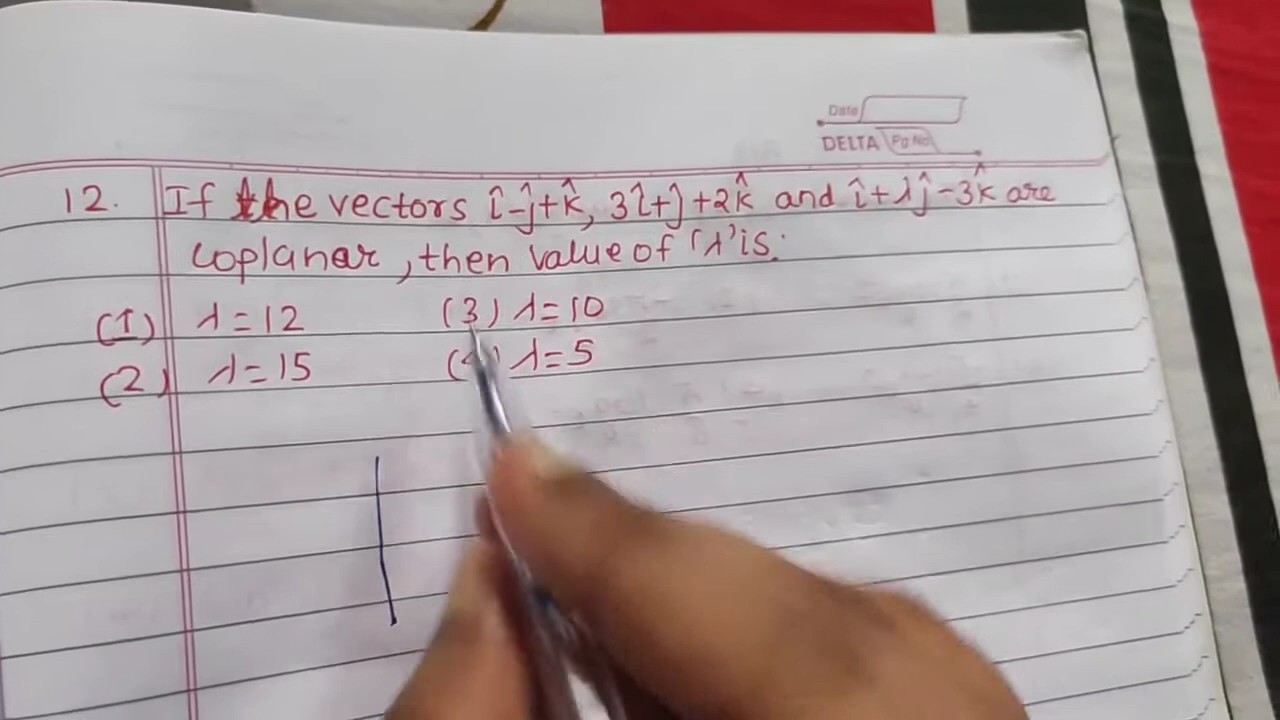 Date
DELTA Pg No
12. If the vectors î-ĵ+k̂, 3î+ĵ+2k̂ and î+λĵ-3k̂ are
coplanar, then value of 'λ' is:
(1) λ=12 (3) λ=10
(2) λ=15 (4) λ=5